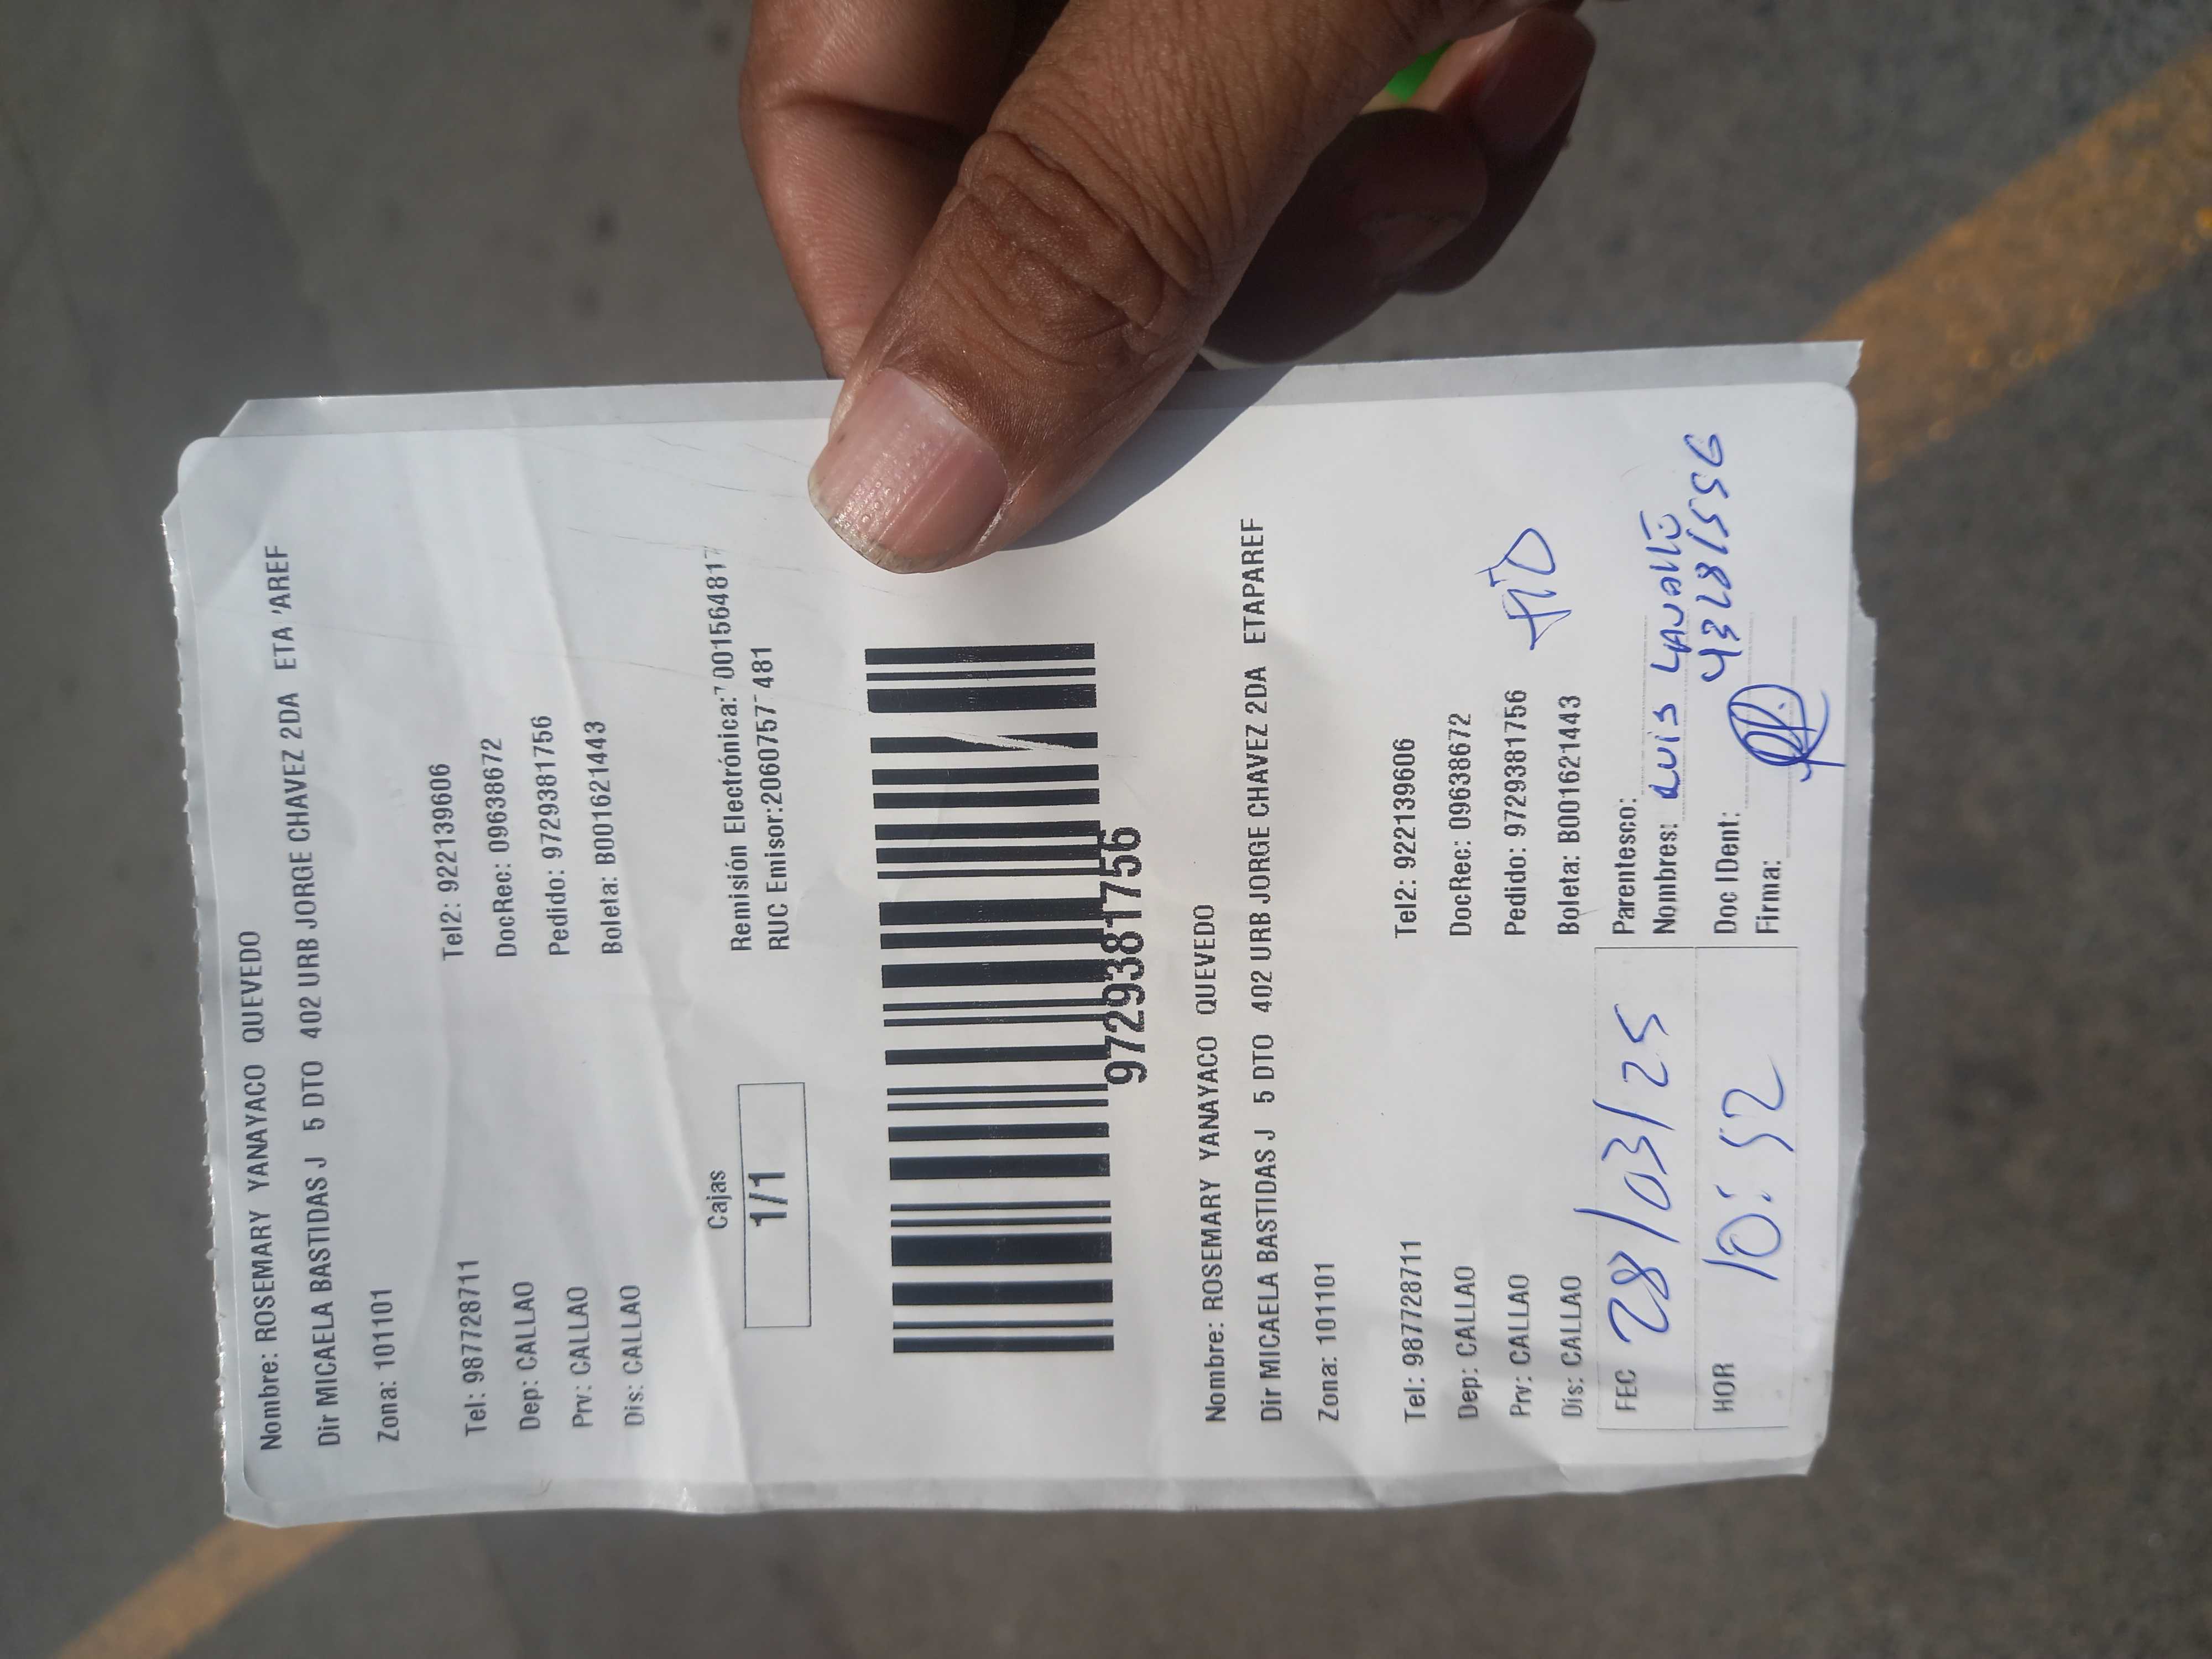 Nombre: ROSEMARY YANAYACO QUEVEDO
Dir MICAELA BASTIDAS J 5 DTO 402 URB JORGE CHAVEZ 2DA ETA 'AREF
Zona: 101101
Tel: 987728711 Tel2: 922139606
Dep: CALLAO DocRec: 09638672
Prv: CALLAO Pedido: 9729381756
Dis: CALLAO Boleta: B001621443
Cajas
1/1
Remisión Electrónica: 001564817
RUC Emisor:2060757 481
9729381756
Nombre: ROSEMARY YANAYACO QUEVEDO
Dir MICAELA BASTIDAS J 5 DTO 402 URB JORGE CHAVEZ 2DA ETAPAREF
Zona: 101101
Tel: 987728711 Tel2: 922139606
Dep: CALLAO DocRec: 09638672
Prv: CALLAO Pedido: 9729381756
Dis: CALLAO Boleta: B001621443
tío
FEC 28/03/25
Parentesco:
Nombres: LUIS
HOR 10:52
Doc IDent: 43281556
Firma: